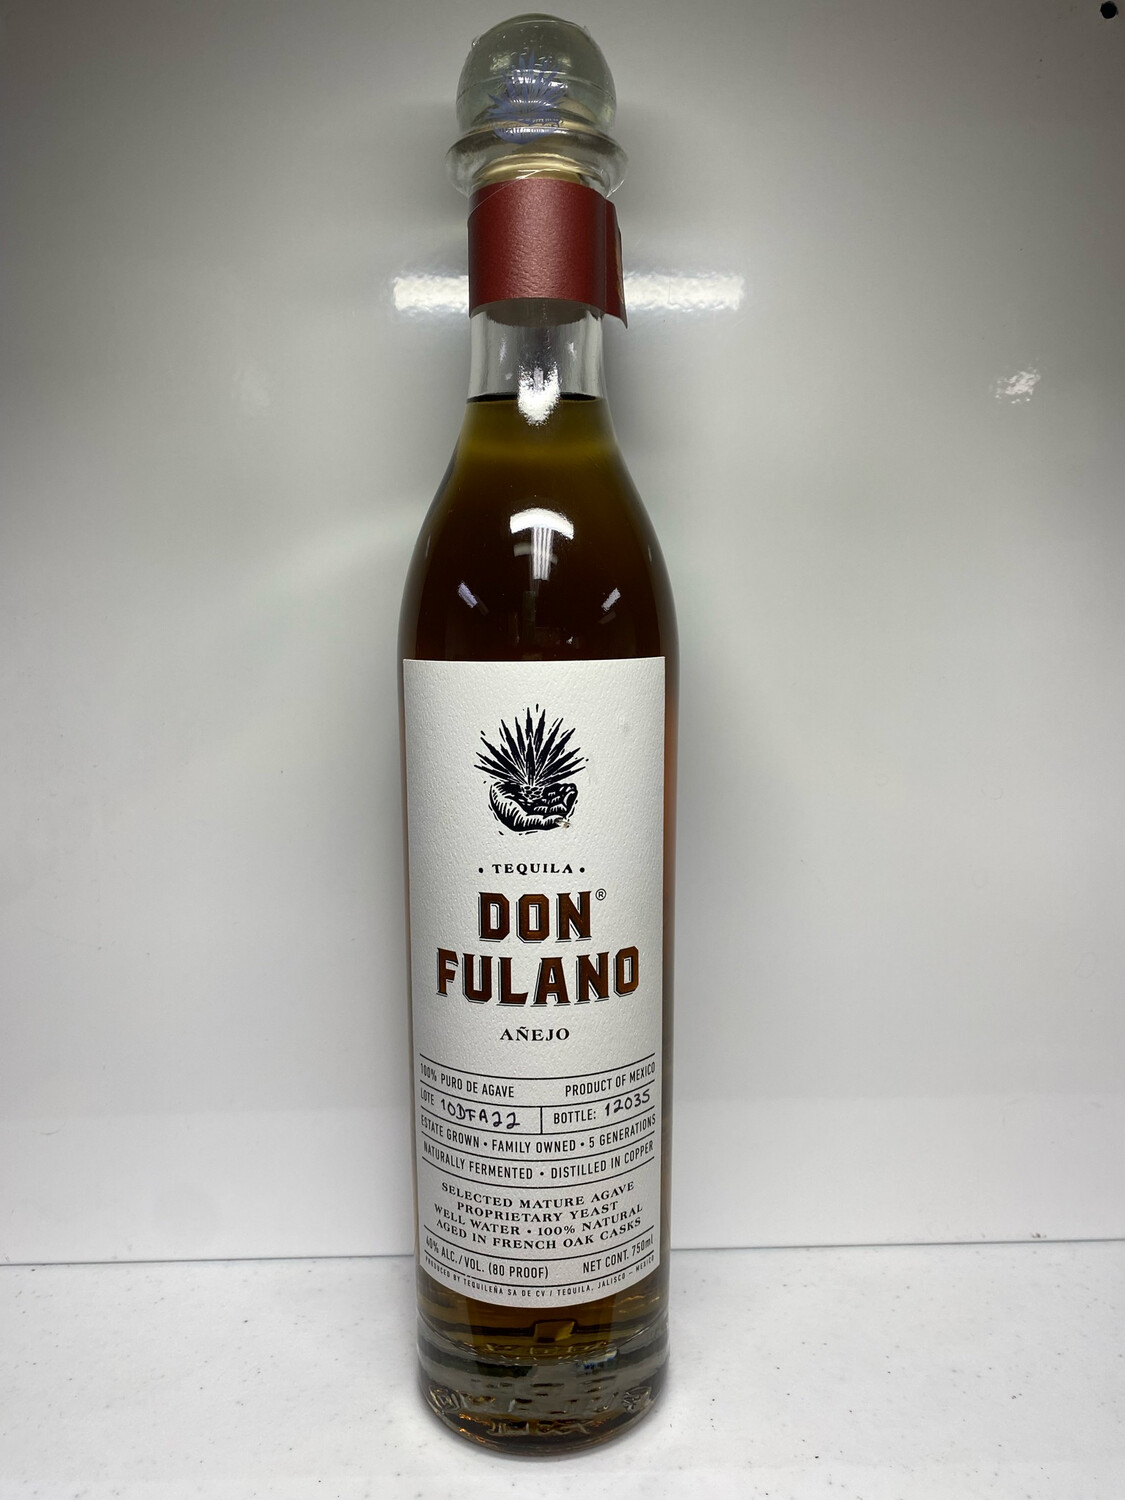 • TEQUILA •
DON®
FULANO
AÑEJO
100% PURO DE AGAVE PRODUCT OF MEXICO
LOTE 10DFA22 BOTTLE: 12035
ESTATE GROWN • FAMILY OWNED • 5 GENERATIONS
NATURALLY FERMENTED • DISTILLED IN COPPER
SELECTED MATURE AGAVE
PROPRIETARY YEAST
WELL WATER • 100% NATURAL
AGED IN FRENCH OAK CASKS
40% ALC./VOL. (80 PROOF) NET CONT. 750ml
PRODUCED BY TEQUILEÑA SA DE CV / TEQUILA, JALISCO – MEXICO